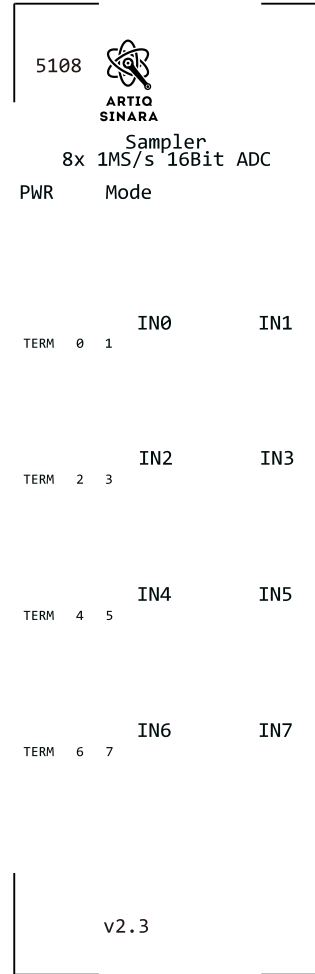 5108
ARTIQ
SINARA
Sampler
8x 1MS/s 16Bit ADC
PWR Mode
IN0 IN1
TERM 0 1
IN2 IN3
TERM 2 3
IN4 IN5
TERM 4 5
IN6 IN7
TERM 6 7
v2.3